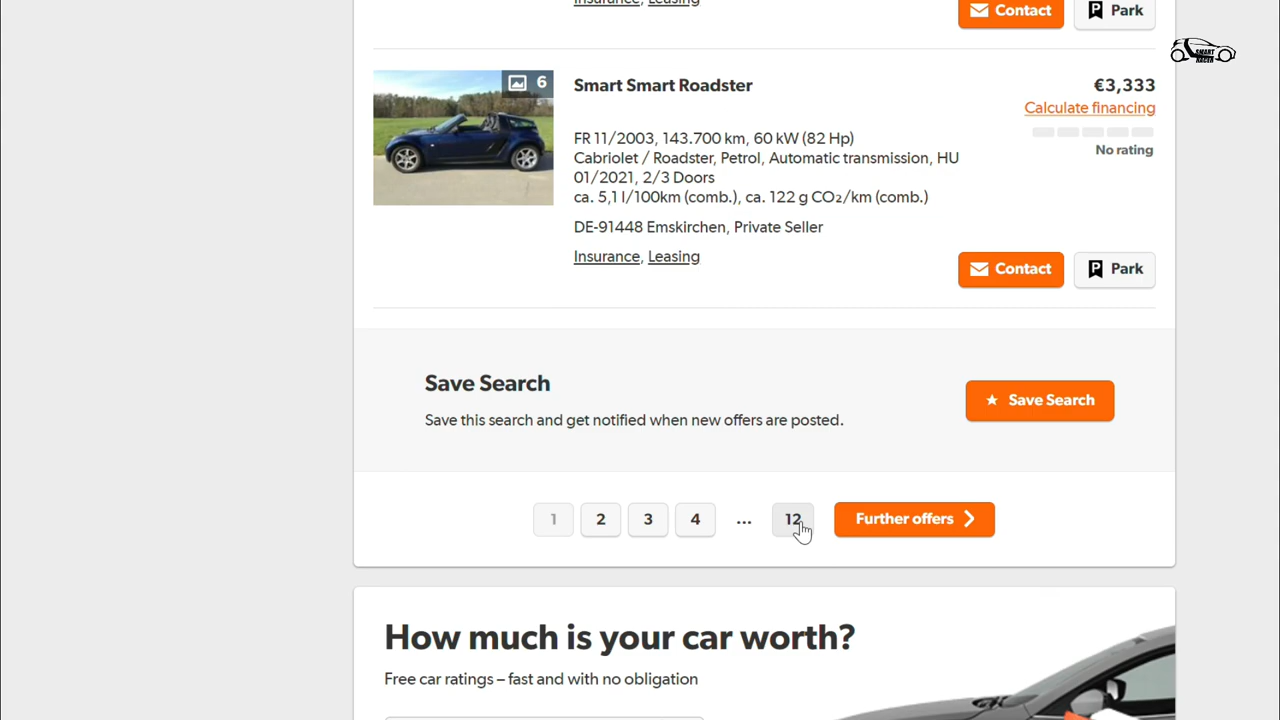 Insurance, Leasing
Contact
Park
SMART
RACER
6
Smart Smart Roadster
€3,333
Calculate financing
FR 11/2003, 143.700 km, 60 kW (82 Hp)
Cabriolet / Roadster, Petrol, Automatic transmission, HU
01/2021, 2/3 Doors
ca. 5,1 l/100km (comb.), ca. 122 g CO₂/km (comb.)
No rating
DE-91448 Emskirchen, Private Seller
Insurance, Leasing
Contact
Park
Save Search
Save this search and get notified when new offers are posted.
Save Search
1 2 3 4 ... 12 Further offers
How much is your car worth?
Free car ratings – fast and with no obligation